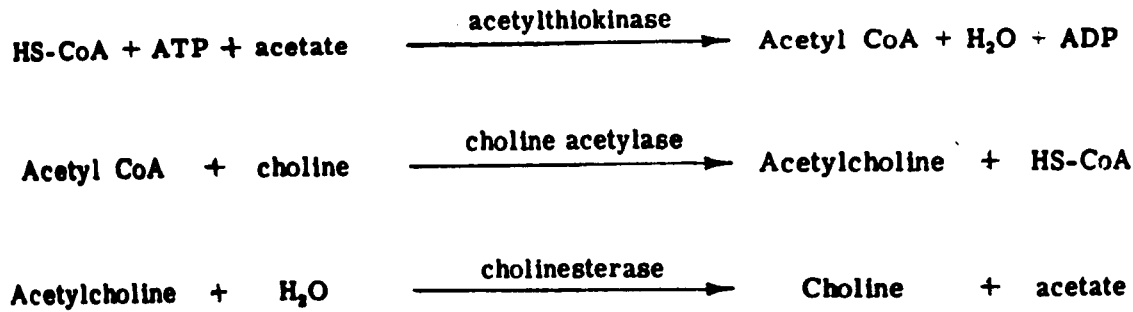 acetylthiokinase
HS-CoA + ATP + acetate → Acetyl CoA + H₂O + ADP
choline acetylase
Acetyl CoA + choline → Acetylcholine + HS-CoA
cholinesterase
Acetylcholine + H₂O → Choline + acetate